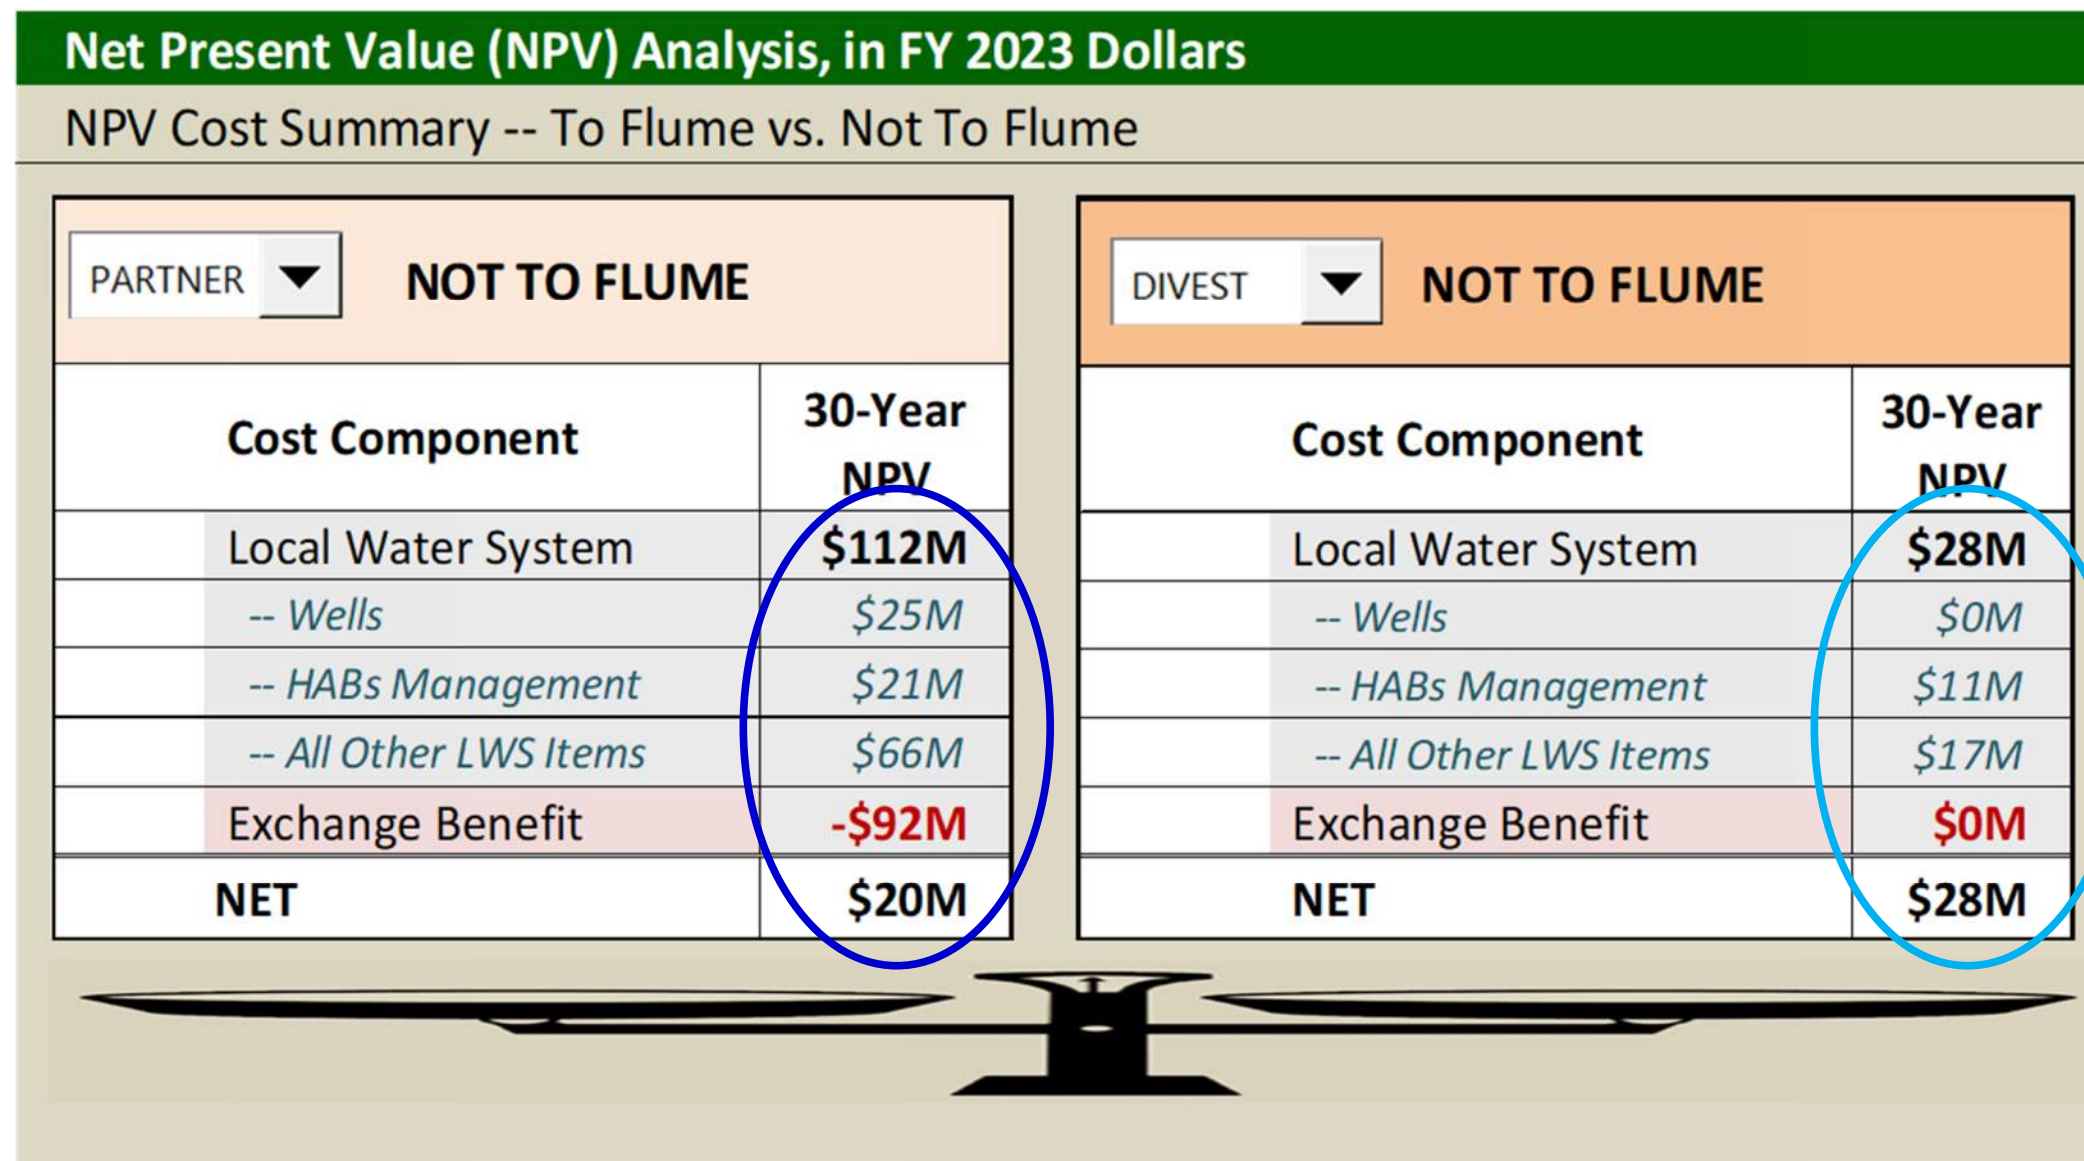 Net Present Value (NPV) Analysis, in FY 2023 Dollars
NPV Cost Summary -- To Flume vs. Not To Flume
PARTNER NOT TO FLUME
Cost Component 30-Year NPV
Local Water System $112M
-- Wells $25M
-- HABs Management $21M
-- All Other LWS Items $66M
Exchange Benefit -$92M
NET $20M
DIVEST NOT TO FLUME
Cost Component 30-Year NPV
Local Water System $28M
-- Wells $0M
-- HABs Management $11M
-- All Other LWS Items $17M
Exchange Benefit $0M
NET $28M